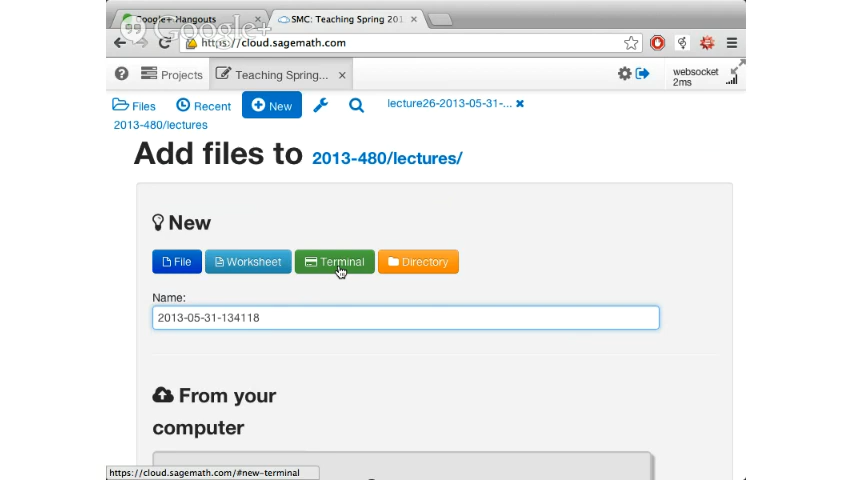 Google+ Hangouts
SMC: Teaching Spring 201
Google+
https://cloud.sagemath.com
Projects
Teaching Spring...
websocket
2ms
Files
Recent
New
lecture26-2013-05-31-...
2013-480/lectures
Add files to 2013-480/lectures/
New
File
Worksheet
Terminal
Directory
Name:
2013-05-31-134118
From your
computer
https://cloud.sagemath.com/#new-terminal